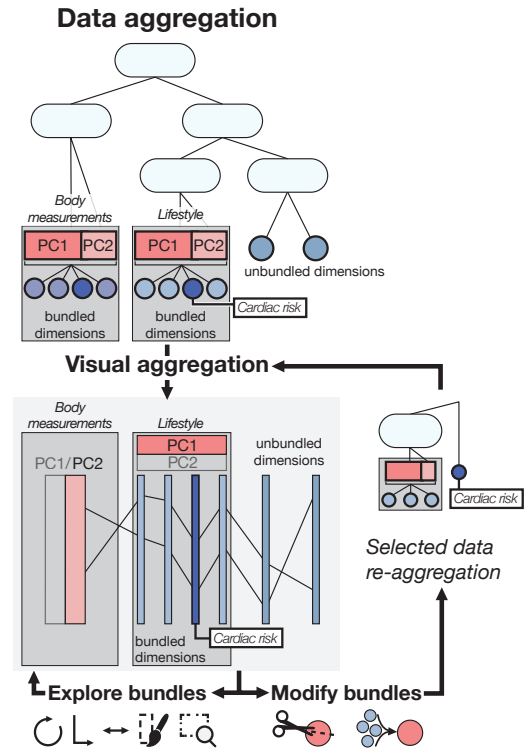 Data aggregation
Body
measurements
Lifestyle
PC1
PC2
PC1
PC2
unbundled dimensions
Cardiac risk
bundled
dimensions
bundled
dimensions
Visual aggregation
Body
measurements
Lifestyle
unbundled
dimensions
PC1
PC1/PC2
PC2
Cardiac risk
Selected data
re-aggregation
bundled
dimensions
Cardiac risk
Explore bundles
Modify bundles